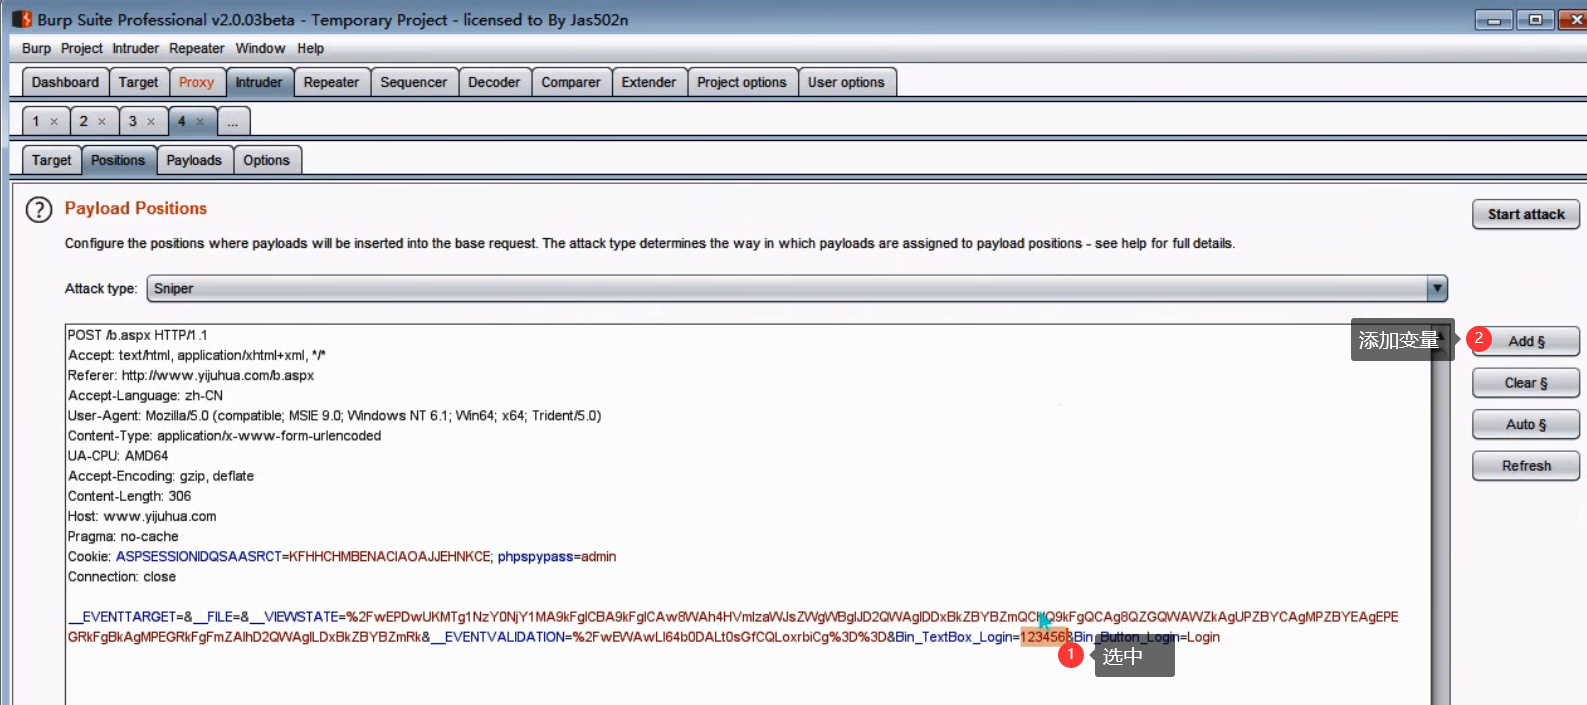 Burp Suite Professional v2.0.03beta - Temporary Project - licensed to By Jas502n
Burp Project Intruder Repeater Window Help
Dashboard Target Proxy Intruder Repeater Sequencer Decoder Comparer Extender Project options User options
1 × 2 × 3 × 4 × ...
Target Positions Payloads Options
? Payload Positions
Start attack
Configure the positions where payloads will be inserted into the base request. The attack type determines the way in which payloads are assigned to payload positions - see help for full details.
Attack type: Sniper
POST /b.aspx HTTP/1.1
添加变量 2 Add §
Accept: text/html, application/xhtml+xml, */*
Referer: http://www.yijuhua.com/b.aspx
Clear §
Accept-Language: zh-CN
User-Agent: Mozilla/5.0 (compatible; MSIE 9.0; Windows NT 6.1; Win64; x64; Trident/5.0)
Auto §
Content-Type: application/x-www-form-urlencoded
UA-CPU: AMD64
Refresh
Accept-Encoding: gzip, deflate
Content-Length: 306
Host: www.yijuhua.com
Pragma: no-cache
Cookie: ASPSESSIONIDQSAASRCT=KFHHCHMBENACIAOAJJEHNKCE; phpspypass=admin
Connection: close
__EVENTTARGET=&__FILE=&__VIEWSTATE=
&__EVENTVALIDATION=%2FwEWAwLl64b0DALt0sGfCQLoxrbiCg%3D%3D&Bin_TextBox_Login=123456&Bin_Button_Login=Login
1 选中